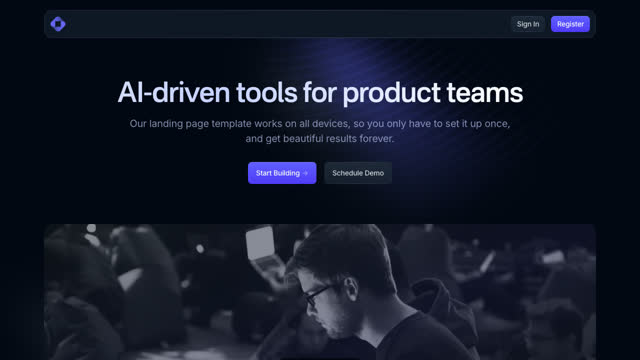 Sign In
Register
AI-driven tools for product teams
Our landing page template works on all devices, so you only have to set it up once,
and get beautiful results forever.
Start Building ->
Schedule Demo